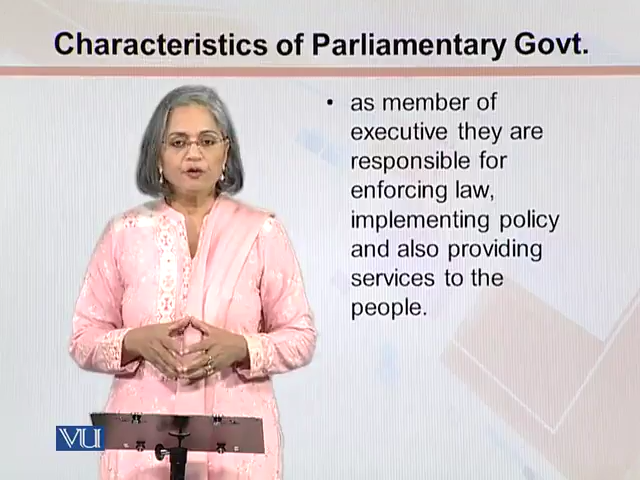 Characteristics of Parliamentary Govt.
• as member of
executive they are
responsible for
enforcing law,
implementing policy
and also providing
services to the
people.
VU